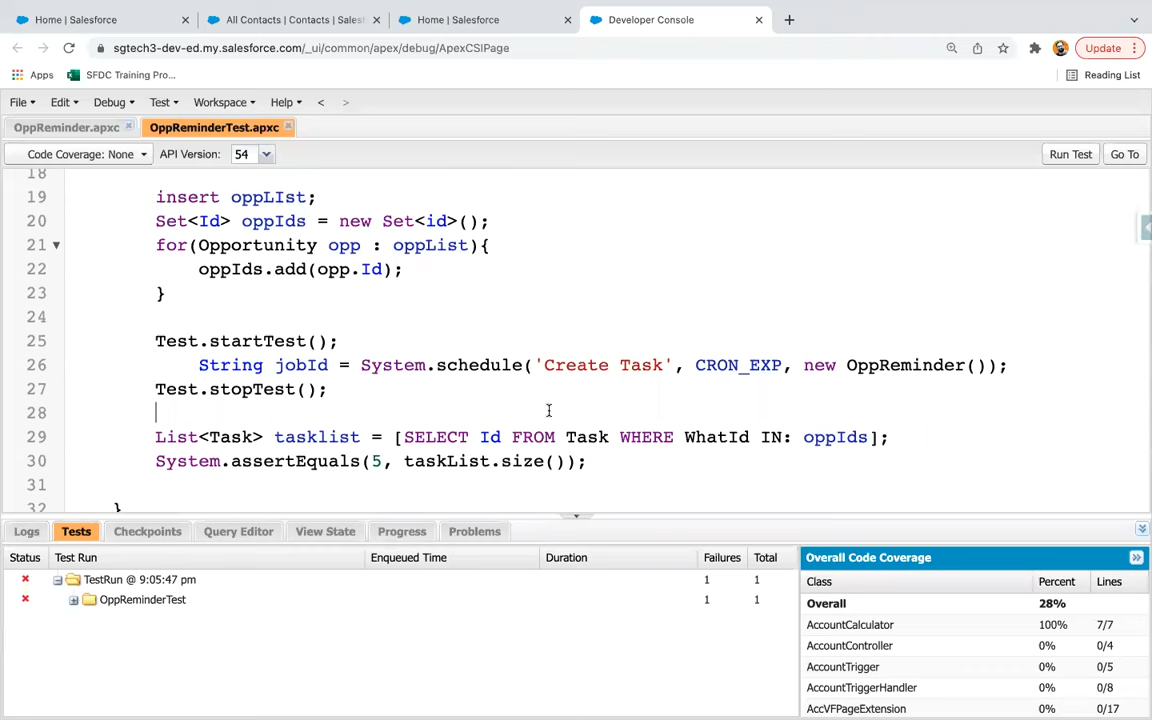 Home | Salesforce All Contacts | Contacts | Sales Home | Salesforce Developer Console
sgtech3-dev-ed.my.salesforce.com/_ui/common/apex/debug/ApexCSIPage Update
Apps SFDC Training Pro... Reading List
File Edit Debug Test Workspace Help < >
OppReminder.apxc OppReminderTest.apxc
Code Coverage: None API Version: 54 Run Test Go To
18
19 insert oppLIst;
20 Set<Id> oppIds = new Set<id>();
21 for(Opportunity opp : oppList){
22 oppIds.add(opp.Id);
23 }
24
25 Test.startTest();
26 String jobId = System.schedule('Create Task', CRON_EXP, new OppReminder());
27 Test.stopTest();
28
29 List<Task> tasklist = [SELECT Id FROM Task WHERE WhatId IN: oppIds];
30 System.assertEquals(5, taskList.size());
31
32 }
Logs Tests Checkpoints Query Editor View State Progress Problems
Status Test Run Enqueued Time Duration Failures Total Overall Code Coverage
TestRun @ 9:05:47 pm 1 1 Class Percent Lines
OppReminderTest 1 1 Overall 28%
AccountCalculator 100% 7/7
AccountController 0% 0/4
AccountTrigger 0% 0/5
AccountTriggerHandler 0% 0/8
AccVFPageExtension 0% 0/17